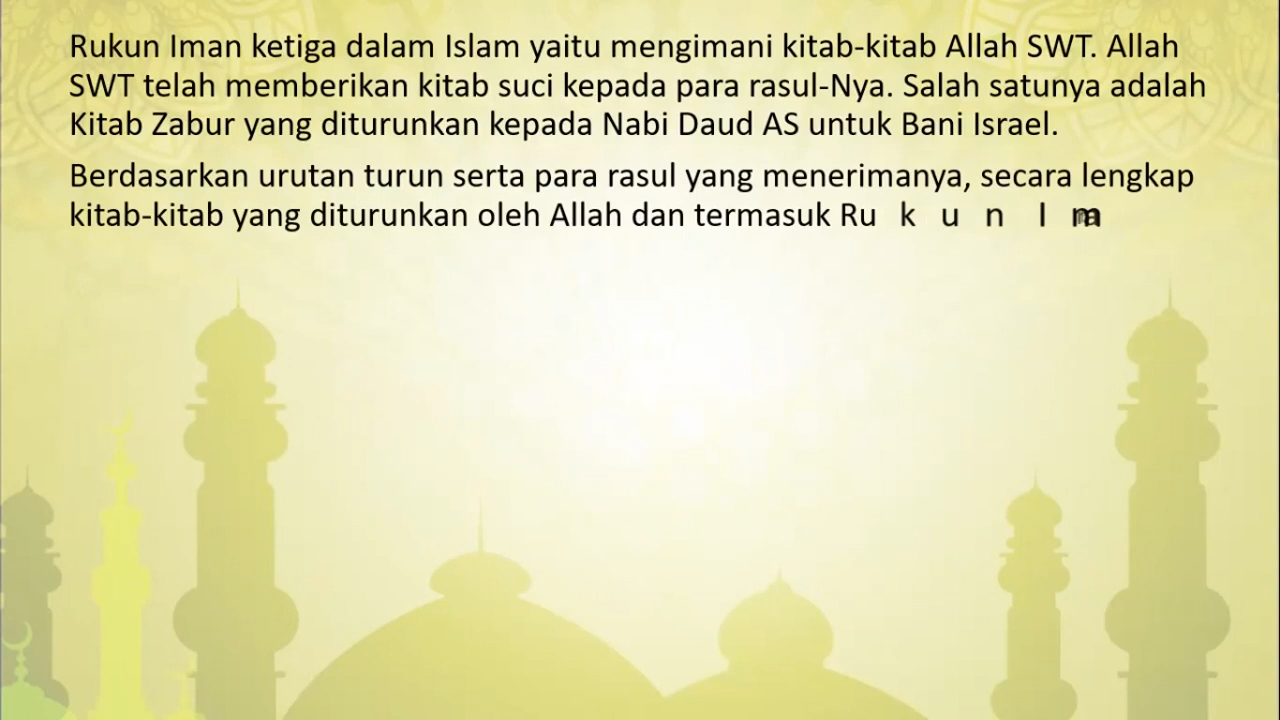 Rukun Iman ketiga dalam Islam yaitu mengimani kitab-kitab Allah SWT. Allah
SWT telah memberikan kitab suci kepada para rasul-Nya. Salah satunya adalah
Kitab Zabur yang diturunkan kepada Nabi Daud AS untuk Bani Israel.
Berdasarkan urutan turun serta para rasul yang menerimanya, secara lengkap
kitab-kitab yang diturunkan oleh Allah dan termasuk Rukun